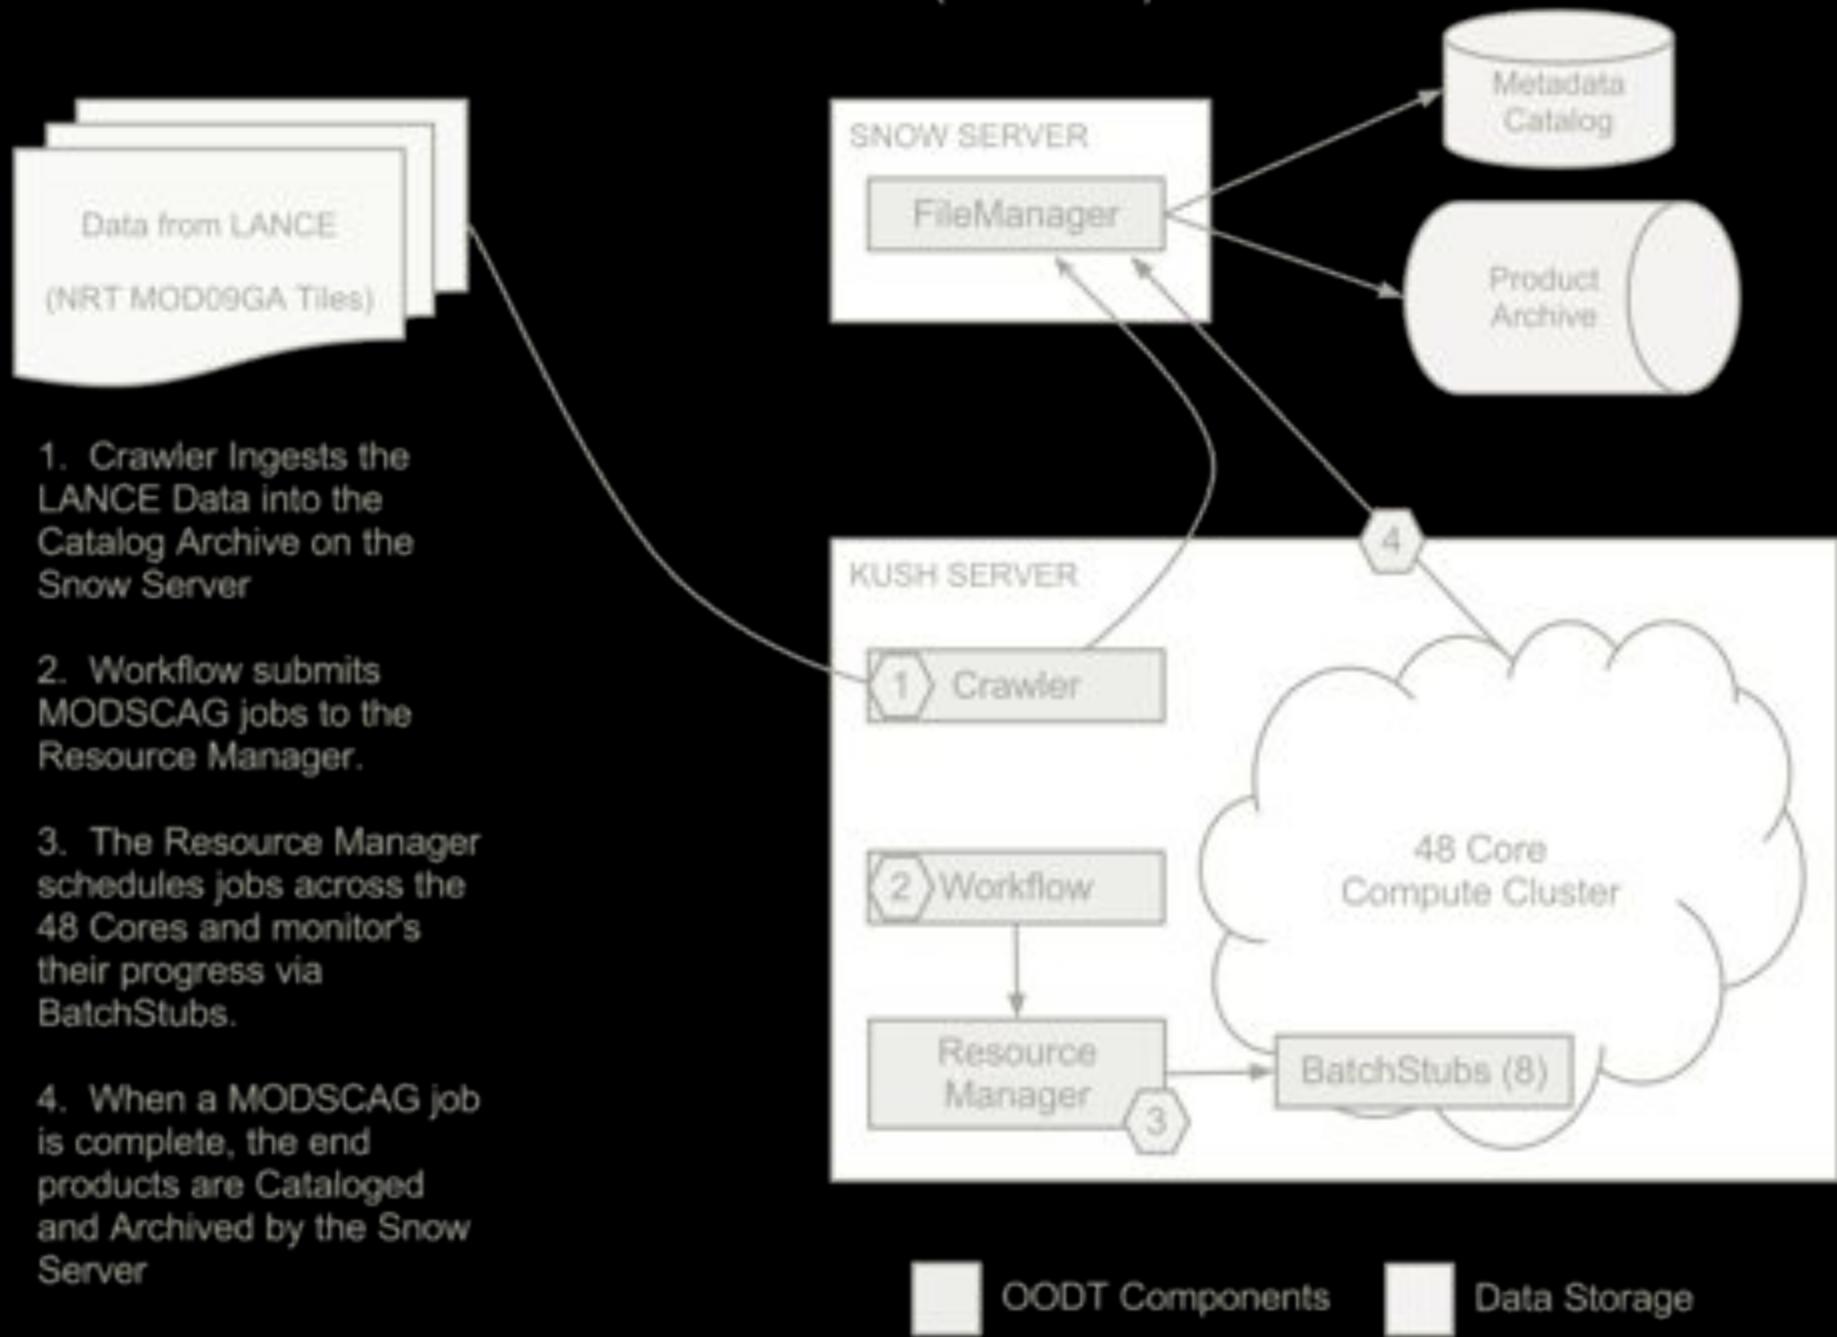 Data from LANCE
(NRT MOD09GA Tiles)
1. Crawler Ingests the
LANCE Data into the
Catalog Archive on the
Snow Server
2. Workflow submits
MODSCAG jobs to the
Resource Manager.
3. The Resource Manager
schedules jobs across the
48 Cores and monitor's
their progress via
BatchStubs.
4. When a MODSCAG job
is complete, the end
products are Cataloged
and Archived by the Snow
Server
SNOW SERVER
FileManager
Metadata
Catalog
Product
Archive
4
KUSH SERVER
1 Crawler
2 Workflow
Resource
Manager
3
48 Core
Compute Cluster
BatchStubs (8)
OODT Components
Data Storage